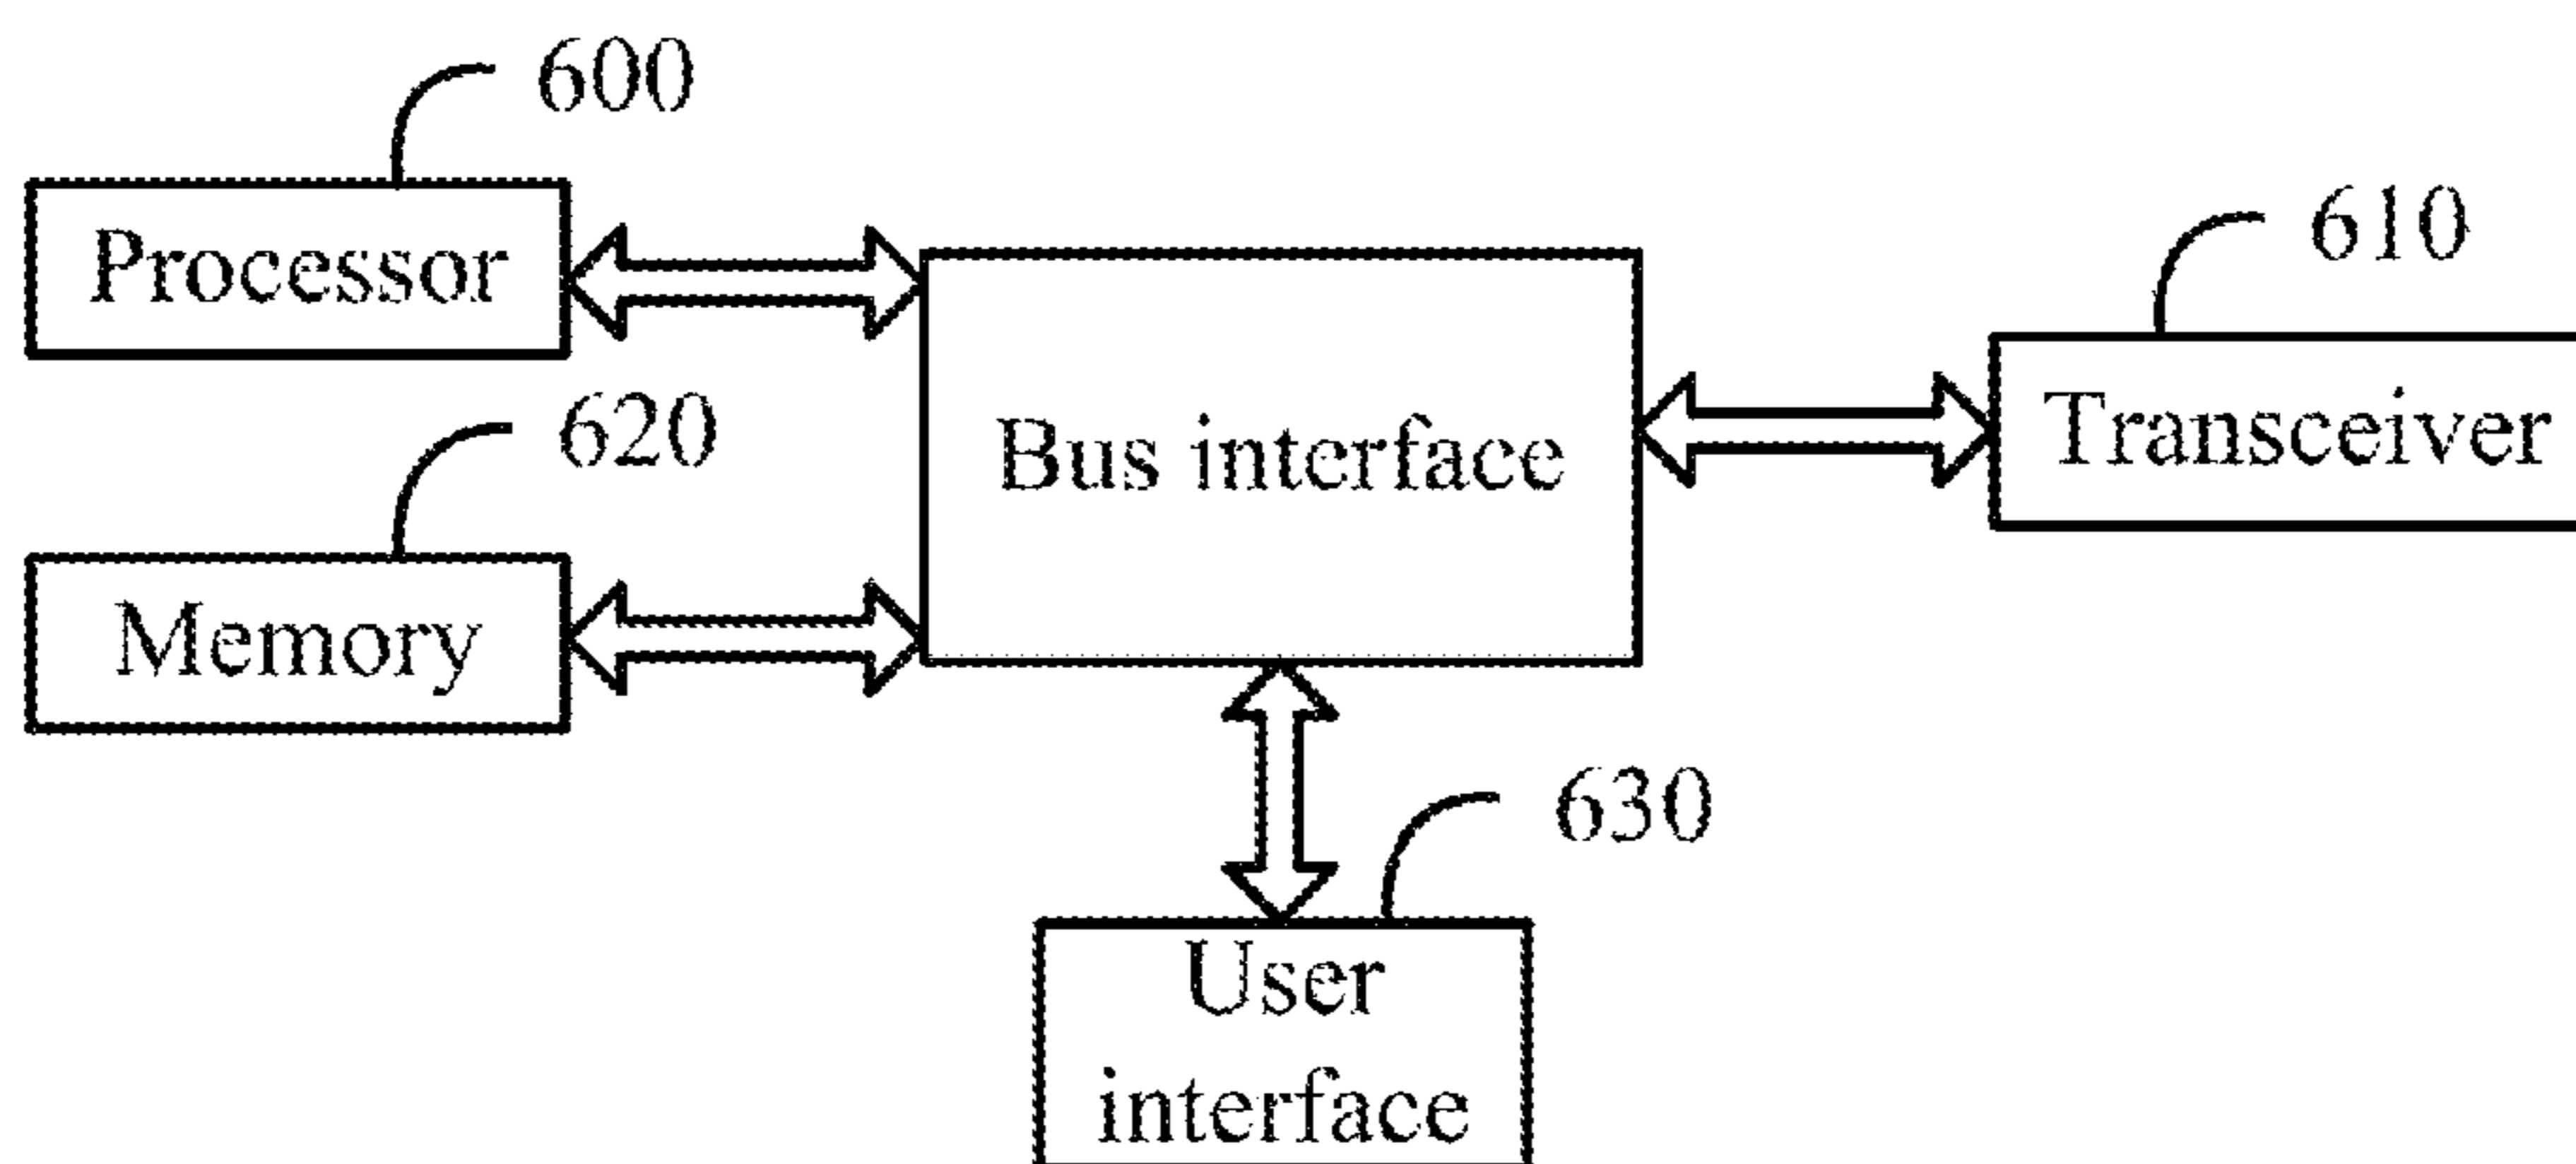 600
Processor
610
620
Bus interface
Transceiver
Memory
630
User
interface